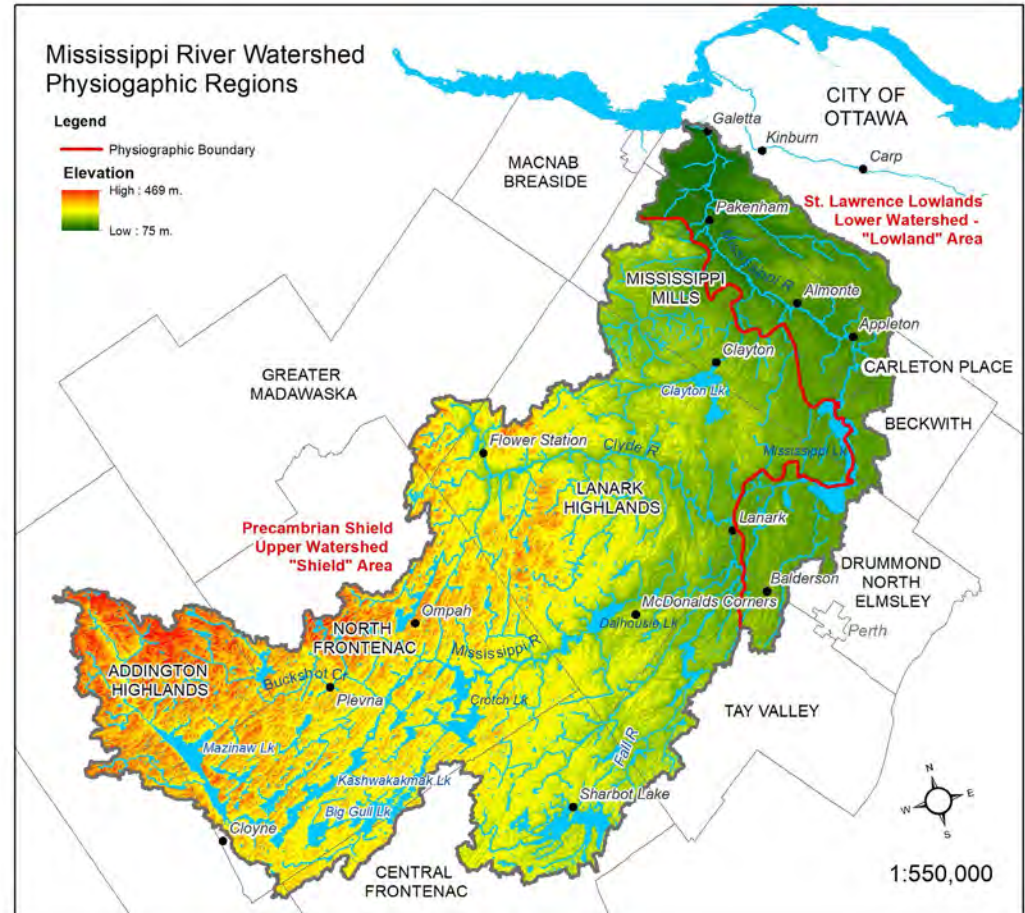 Mississippi River Watershed
Physiogaphic Regions
Legend
Physiographic Boundary
Elevation
High : 469 m.
Low : 75 m.
CITY OF
OTTAWA
Galetta
Kinburn
Carp
MACNAB
BREASIDE
St. Lawrence Lowlands
Lower Watershed -
"Lowland" Area
Pakenham
Mississippi R
MISSISSIPPI
MILLS
Almonte
Appleton
Clayton
CARLETON PLACE
Clayton Lk
GREATER
MADAWASKA
BECKWITH
Flower Station
Clyde R
Mississippi Lk
LANARK
HIGHLANDS
Lanark
Precambrian Shield
Upper Watershed
"Shield" Area
DRUMMOND
NORTH
ELMSLEY
Balderson
McDonalds Corners
Ompah
Dalhousie Lk
Perth
NORTH
FRONTENAC
Mississippi R
ADDINGTON
HIGHLANDS
Buckshot Cr
Plevna
Crotch Lk
TAY VALLEY
Mazinaw Lk
Fall R
Kashwakakmak Lk
Big Gull Lk
Sharbot Lake
Cloyne
CENTRAL
FRONTENAC
N
W
E
S
1:550,000